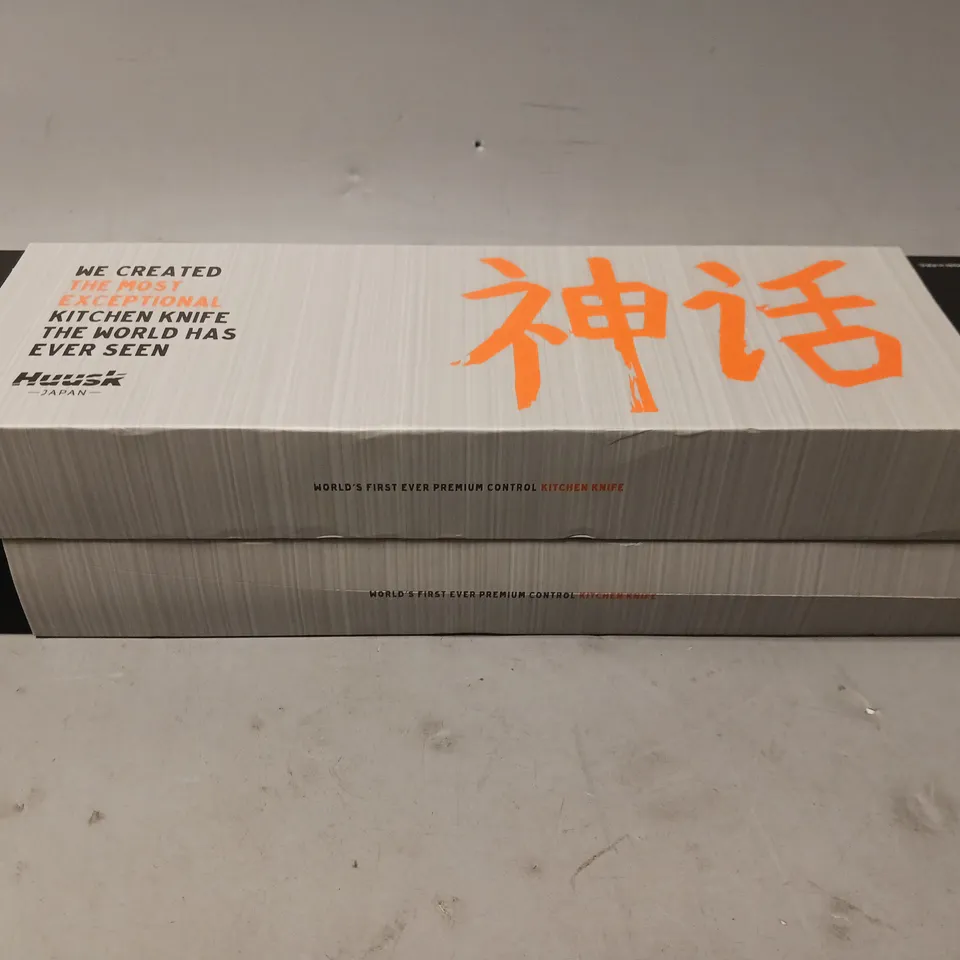 WE CREATED
THE MOST
EXCEPTIONAL
KITCHEN KNIFE
THE WORLD HAS
EVER SEEN
Huusk
—JAPAN—
神话
WORLD'S FIRST EVER PREMIUM CONTROL KITCHEN KNIFE
WORLD'S FIRST EVER PREMIUM CONTROL KITCHEN KNIFE